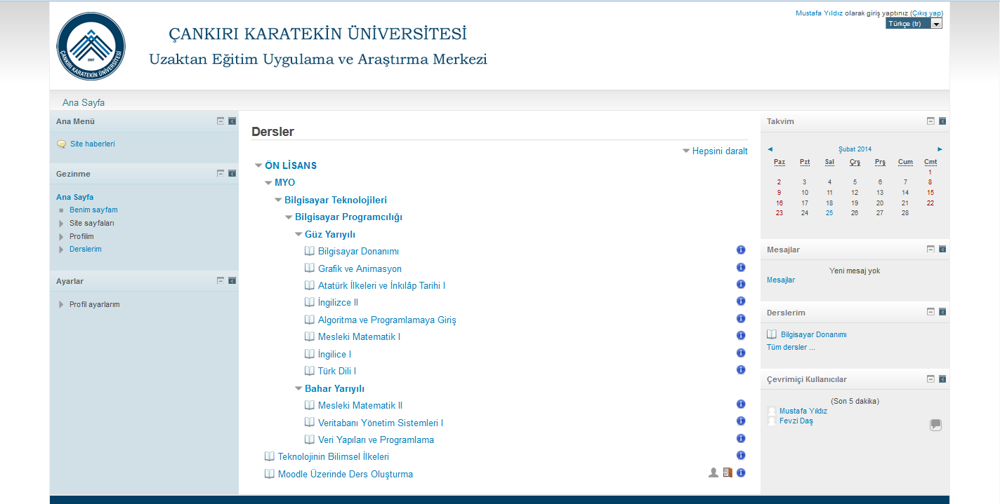 Mustafa Yıldız olarak giriş yaptınız (Çıkış yap)
Türkçe (tr)
ÇANKIRI KARATEKİN ÜNİVERSİTESİ
Uzaktan Eğitim Uygulama ve Araştırma Merkezi
ÇANKIRI KARATEKİN ÜNİVERSİTESİ
2007
Ana Sayfa
Ana Menü
Site haberleri
Gezinme
Ana Sayfa
Benim sayfam
Site sayfaları
Profilim
Derslerim
Ayarlar
Profil ayarlarım
Dersler
Hepsini daralt
ÖN LİSANS
MYO
Bilgisayar Teknolojileri
Bilgisayar Programcılığı
Güz Yarıyılı
Bilgisayar Donanımı
Grafik ve Animasyon
Atatürk İlkeleri ve İnkılâp Tarihi I
İngilizce II
Algoritma ve Programlamaya Giriş
Mesleki Matematik I
İngilice I
Türk Dili I
Bahar Yarıyılı
Mesleki Matematik II
Veritabanı Yönetim Sistemleri I
Veri Yapıları ve Programlama
Teknolojinin Bilimsel İlkeleri
Moodle Üzerinde Ders Oluşturma
Takvim
Şubat 2014
Paz Pzt Sal Çrş Prş Cum Cmt
1
2 3 4 5 6 7 8
9 10 11 12 13 14 15
16 17 18 19 20 21 22
23 24 25 26 27 28
Mesajlar
Yeni mesaj yok
Mesajlar
Derslerim
Bilgisayar Donanımı
Tüm dersler ...
Çevrimiçi Kullanıcılar
(Son 5 dakika)
Mustafa Yıldız
Fevzi Daş